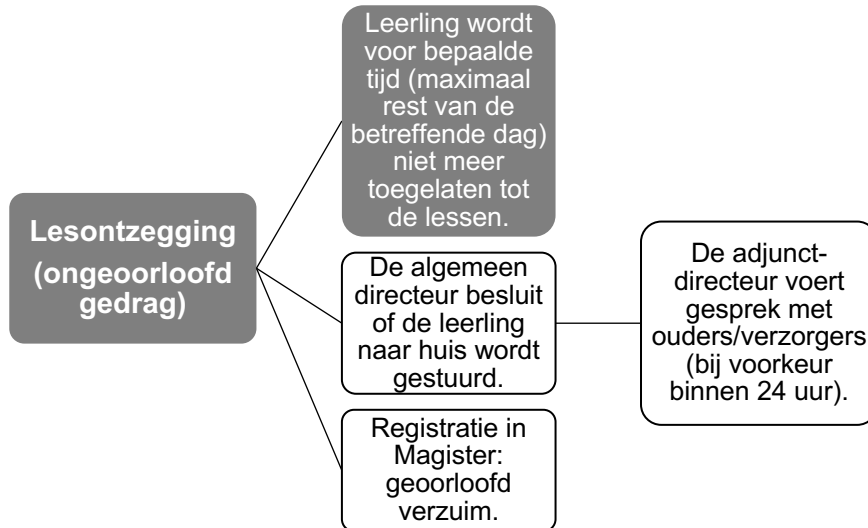 Lesontzegging
(ongeoorloofd
gedrag)
Leerling wordt
voor bepaalde
tijd (maximaal
rest van de
betreffende dag)
niet meer
toegelaten tot
de lessen.
De algemeen
directeur besluit
of de leerling
naar huis wordt
gestuurd.
De adjunct-
directeur voert
gesprek met
ouders/verzorgers
(bij voorkeur
binnen 24 uur).
Registratie in
Magister:
geoorloofd
verzuim.